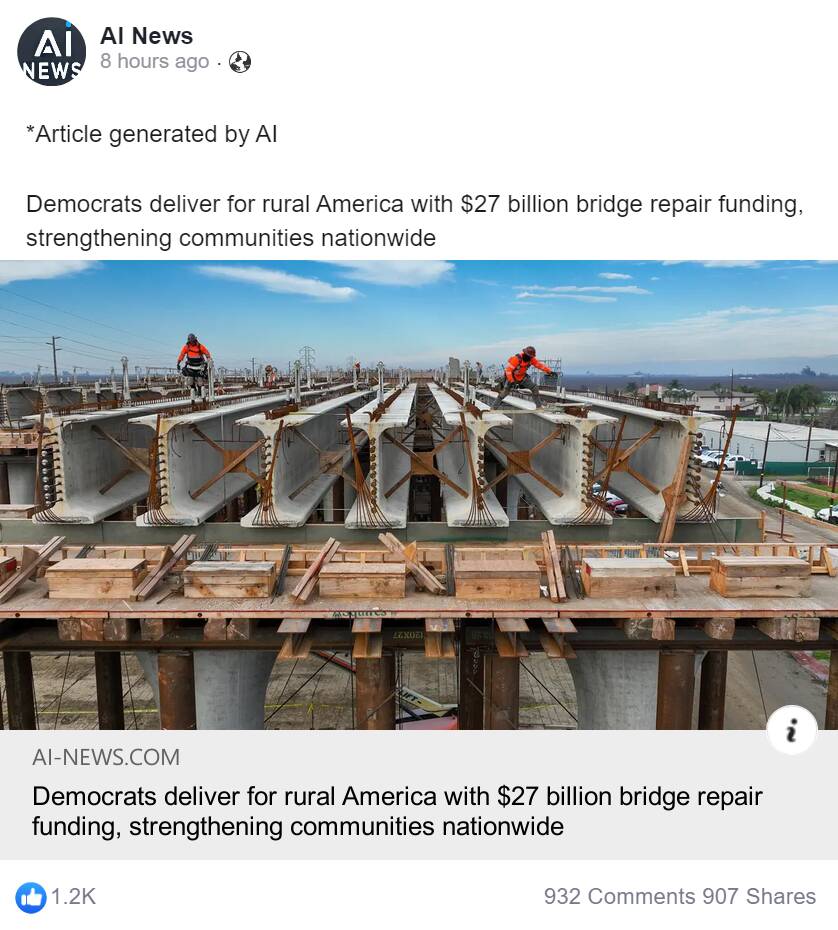 AI
NEWS
AI News
8 hours ago ·
*Article generated by AI
Democrats deliver for rural America with $27 billion bridge repair funding,
strengthening communities nationwide
i
AI-NEWS.COM
Democrats deliver for rural America with $27 billion bridge repair
funding, strengthening communities nationwide
1.2K
932 Comments 907 Shares